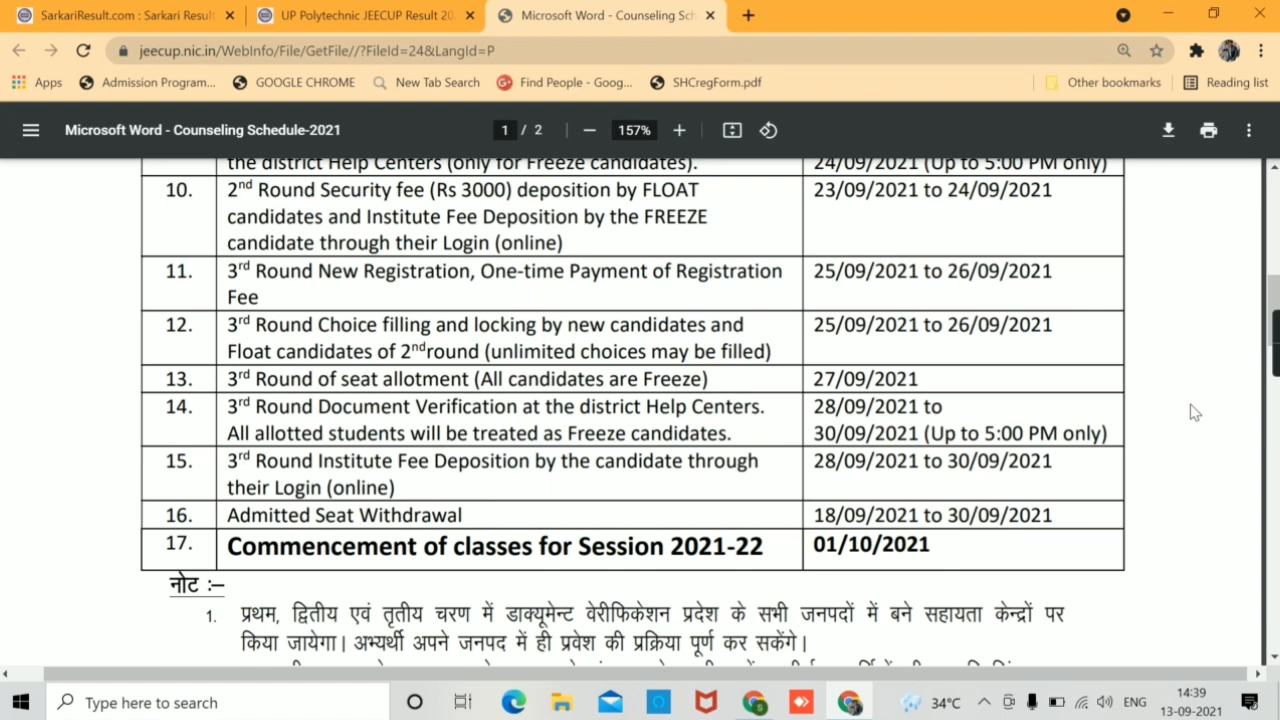 SarkariResult.com : Sarkari Result
UP Polytechnic JEECUP Result 20
Microsoft Word - Counseling Sch
jeecup.nic.in/WebInfo/File/GetFile//?FileId=24&LangId=P
Apps
Admission Program...
GOOGLE CHROME
New Tab Search
Find People - Goog...
SHCregForm.pdf
Other bookmarks
Reading list
Microsoft Word - Counseling Schedule-2021
1 / 2
157%
the district Help Centers (only for Freeze candidates). 24/09/2021 (Up to 5:00 PM only)
10. 2nd Round Security fee (Rs 3000) deposition by FLOAT 23/09/2021 to 24/09/2021
candidates and Institute Fee Deposition by the FREEZE
candidate through their Login (online)
11. 3rd Round New Registration, One-time Payment of Registration 25/09/2021 to 26/09/2021
Fee
12. 3rd Round Choice filling and locking by new candidates and 25/09/2021 to 26/09/2021
Float candidates of 2ndround (unlimited choices may be filled)
13. 3rd Round of seat allotment (All candidates are Freeze) 27/09/2021
14. 3rd Round Document Verification at the district Help Centers. 28/09/2021 to
All allotted students will be treated as Freeze candidates. 30/09/2021 (Up to 5:00 PM only)
15. 3rd Round Institute Fee Deposition by the candidate through 28/09/2021 to 30/09/2021
their Login (online)
16. Admitted Seat Withdrawal 18/09/2021 to 30/09/2021
17. Commencement of classes for Session 2021-22 01/10/2021
नोट :–
1. प्रथम, द्वितीय एवं तृतीय चरण में डाक्यूमेन्ट वेरीफिकेशन प्रदेश के सभी जनपदों में बने सहायता केन्द्रों पर
किया जायेगा। अभ्यर्थी अपने जनपद में ही प्रवेश की प्रक्रिया पूर्ण कर सकेंगे।
Type here to search
34°C
ENG
14:39
13-09-2021